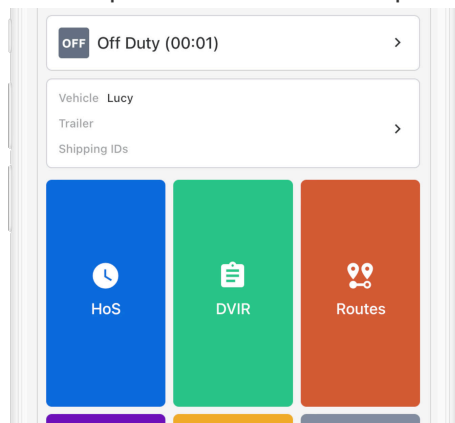 OFF Off Duty (00:01)
Vehicle Lucy
Trailer
Shipping IDs
HoS DVIR Routes